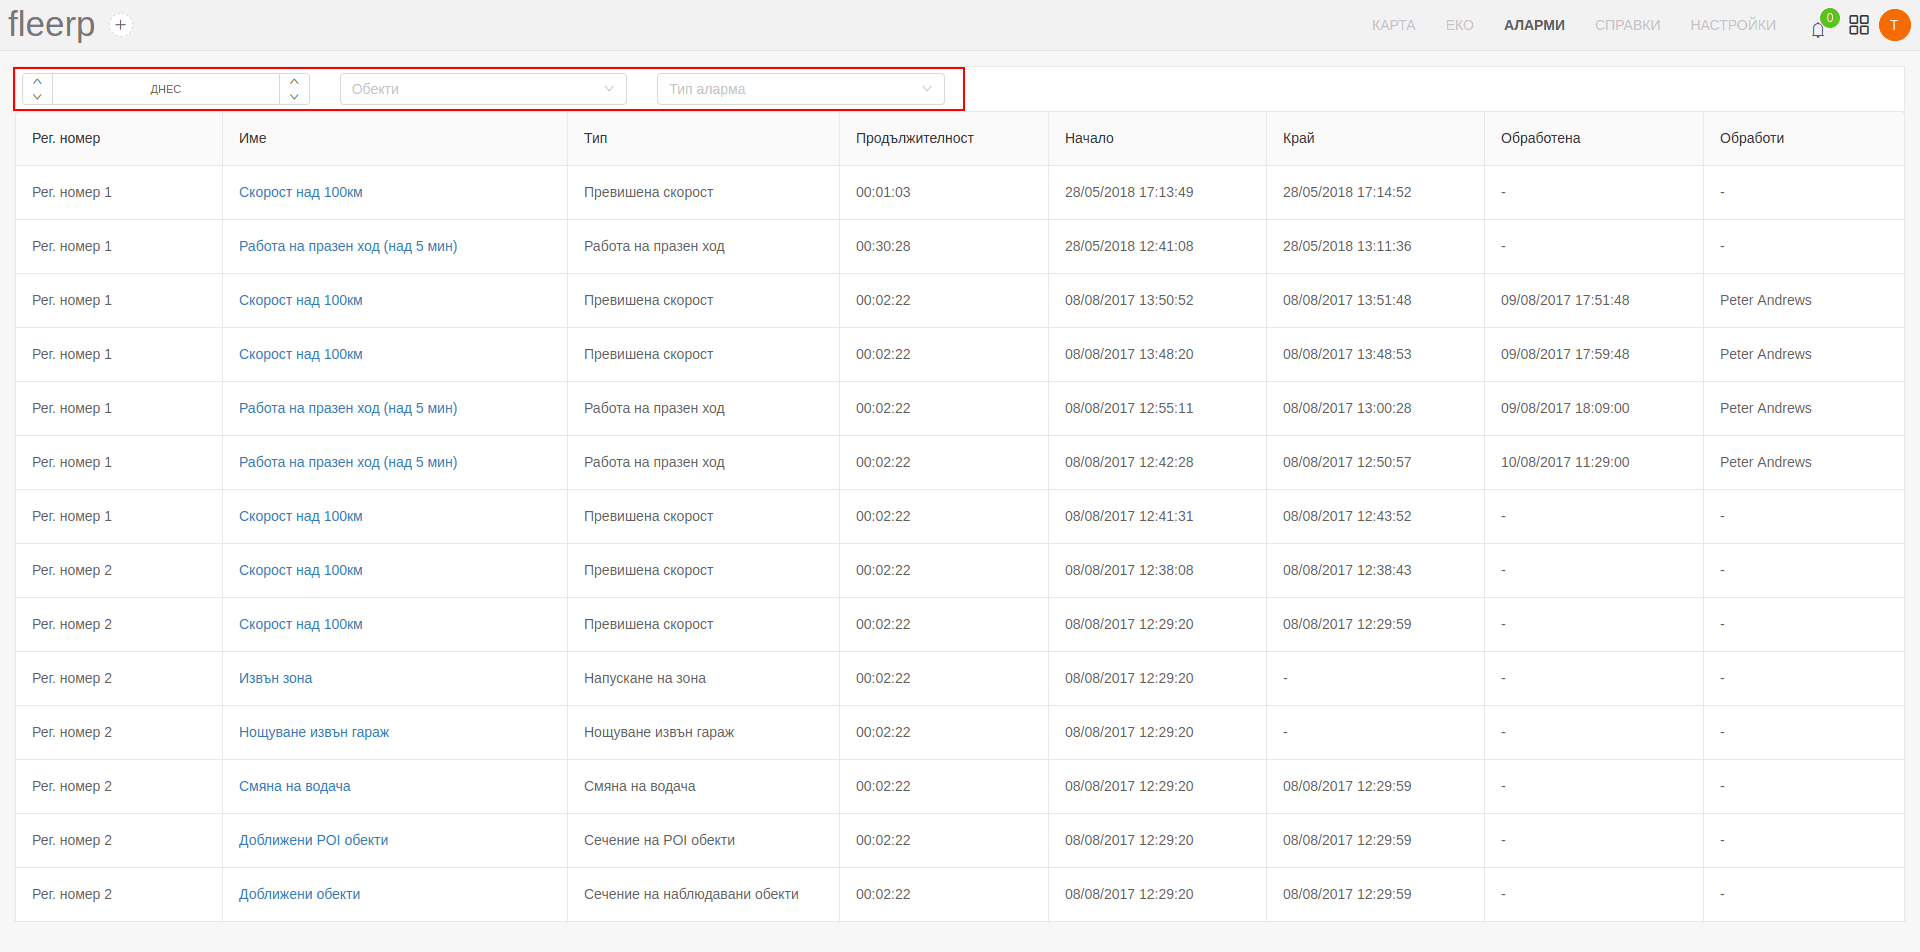 fleerp + КАРТА ЕКО АЛАРМИ СПРАВКИ НАСТРОЙКИ 0 T
ДНЕС Обекти Тип аларма
Рег. номер Име Тип Продължителност Начало Край Обработена Обработи
Рег. номер 1 Скорост над 100км Превишена скорост 00:01:03 28/05/2018 17:13:49 28/05/2018 17:14:52 - -
Рег. номер 1 Работа на празен ход (над 5 мин) Работа на празен ход 00:30:28 28/05/2018 12:41:08 28/05/2018 13:11:36 - -
Рег. номер 1 Скорост над 100км Превишена скорост 00:02:22 08/08/2017 13:50:52 08/08/2017 13:51:48 09/08/2017 17:51:48 Peter Andrews
Рег. номер 1 Скорост над 100км Превишена скорост 00:02:22 08/08/2017 13:48:20 08/08/2017 13:48:53 09/08/2017 17:59:48 Peter Andrews
Рег. номер 1 Работа на празен ход (над 5 мин) Работа на празен ход 00:02:22 08/08/2017 12:55:11 08/08/2017 13:00:28 09/08/2017 18:09:00 Peter Andrews
Рег. номер 1 Работа на празен ход (над 5 мин) Работа на празен ход 00:02:22 08/08/2017 12:42:28 08/08/2017 12:50:57 10/08/2017 11:29:00 Peter Andrews
Рег. номер 1 Скорост над 100км Превишена скорост 00:02:22 08/08/2017 12:41:31 08/08/2017 12:43:52 - -
Рег. номер 2 Скорост над 100км Превишена скорост 00:02:22 08/08/2017 12:38:08 08/08/2017 12:38:43 - -
Рег. номер 2 Скорост над 100км Превишена скорост 00:02:22 08/08/2017 12:29:20 08/08/2017 12:29:59 - -
Рег. номер 2 Извън зона Напускане на зона 00:02:22 08/08/2017 12:29:20 - - -
Рег. номер 2 Нощуване извън гараж Нощуване извън гараж 00:02:22 08/08/2017 12:29:20 - - -
Рег. номер 2 Смяна на водача Смяна на водача 00:02:22 08/08/2017 12:29:20 08/08/2017 12:29:59 - -
Рег. номер 2 Доближени POI обекти Сечение на POI обекти 00:02:22 08/08/2017 12:29:20 08/08/2017 12:29:59 - -
Рег. номер 2 Доближени обекти Сечение на наблюдавани обекти 00:02:22 08/08/2017 12:29:20 08/08/2017 12:29:59 - -